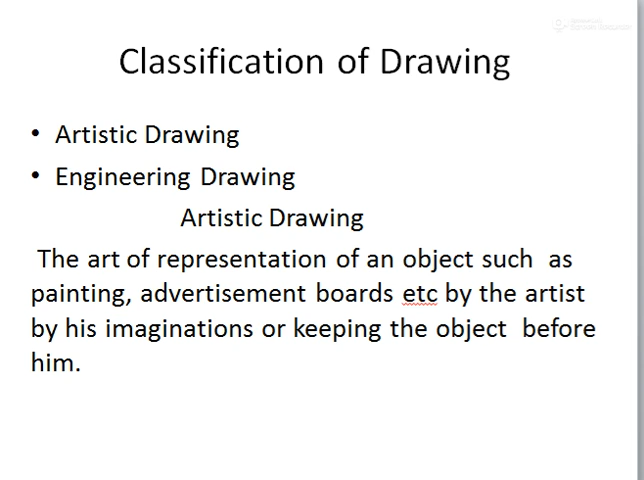 Classification of Drawing
• Artistic Drawing
• Engineering Drawing
Artistic Drawing
The art of representation of an object such as
painting, advertisement boards etc by the artist
by his imaginations or keeping the object before
him.